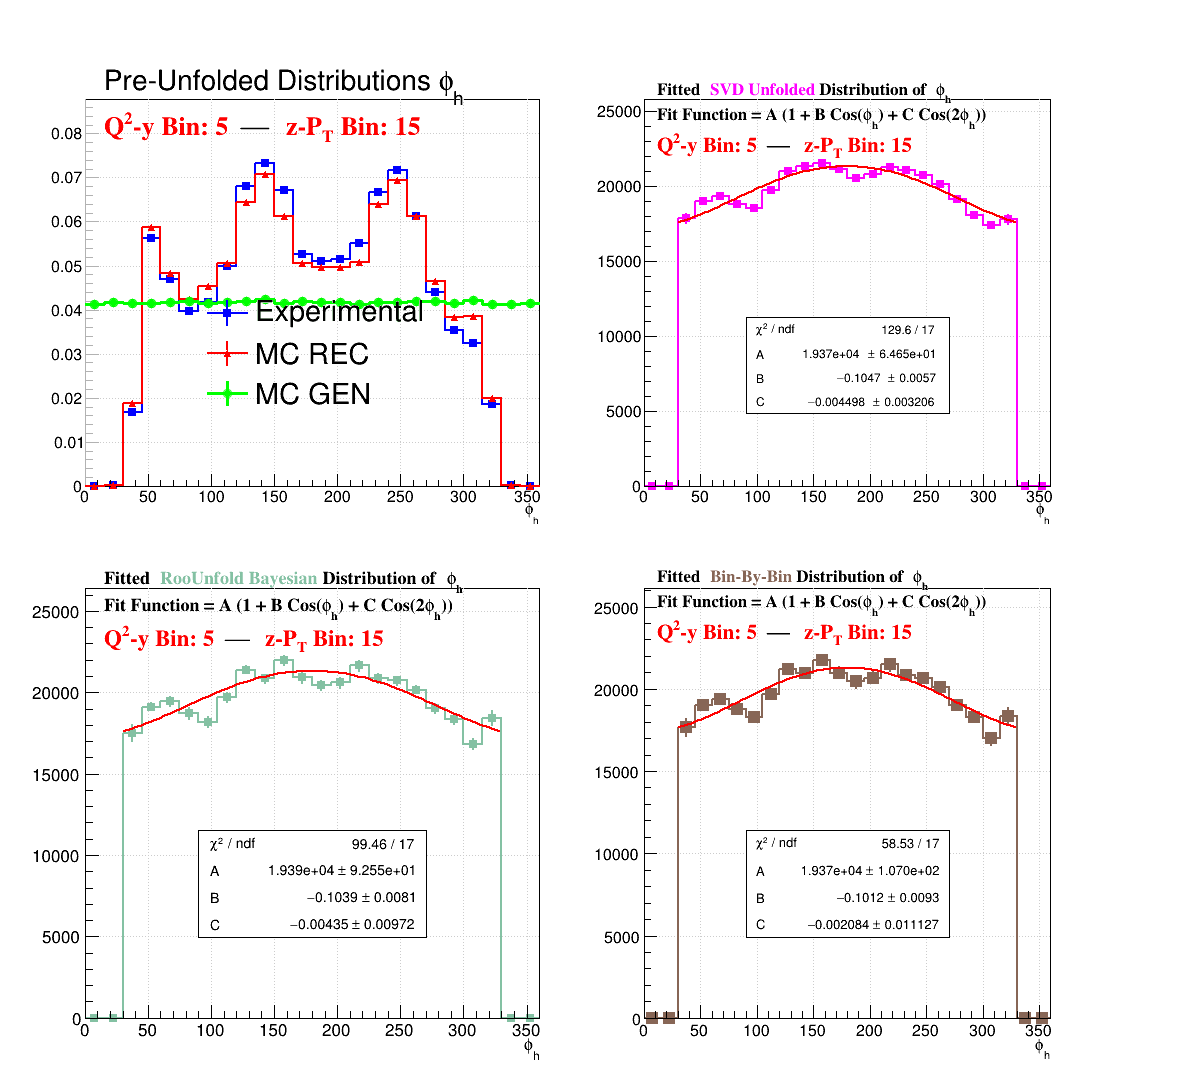 Pre-Unfolded Distributions ϕh
Q²-y Bin: 5 — z-PT Bin: 15
0.08
0.07
0.06
0.05
0.04
0.03
0.02
0.01
0
Experimental
MC REC
MC GEN
0 50 100 150 200 250 300 350
ϕh
Fitted SVD Unfolded Distribution of ϕh
Fit Function = A (1 + B Cos(ϕh) + C Cos(2ϕh))
Q²-y Bin: 5 — z-PT Bin: 15
25000
20000
15000
10000
5000
0
χ² / ndf 129.6 / 17
A 1.937e+04 ± 6.465e+01
B −0.1047 ± 0.0057
C −0.004498 ± 0.003206
0 50 100 150 200 250 300 350
ϕh
Fitted RooUnfold Bayesian Distribution of ϕh
Fit Function = A (1 + B Cos(ϕh) + C Cos(2ϕh))
Q²-y Bin: 5 — z-PT Bin: 15
25000
20000
15000
10000
5000
0
χ² / ndf 99.46 / 17
A 1.939e+04 ± 9.255e+01
B −0.1039 ± 0.0081
C −0.00435 ± 0.00972
0 50 100 150 200 250 300 350
ϕh
Fitted Bin-By-Bin Distribution of ϕh
Fit Function = A (1 + B Cos(ϕh) + C Cos(2ϕh))
Q²-y Bin: 5 — z-PT Bin: 15
25000
20000
15000
10000
5000
0
χ² / ndf 58.53 / 17
A 1.937e+04 ± 1.070e+02
B −0.1012 ± 0.0093
C −0.002084 ± 0.011127
0 50 100 150 200 250 300 350
ϕh